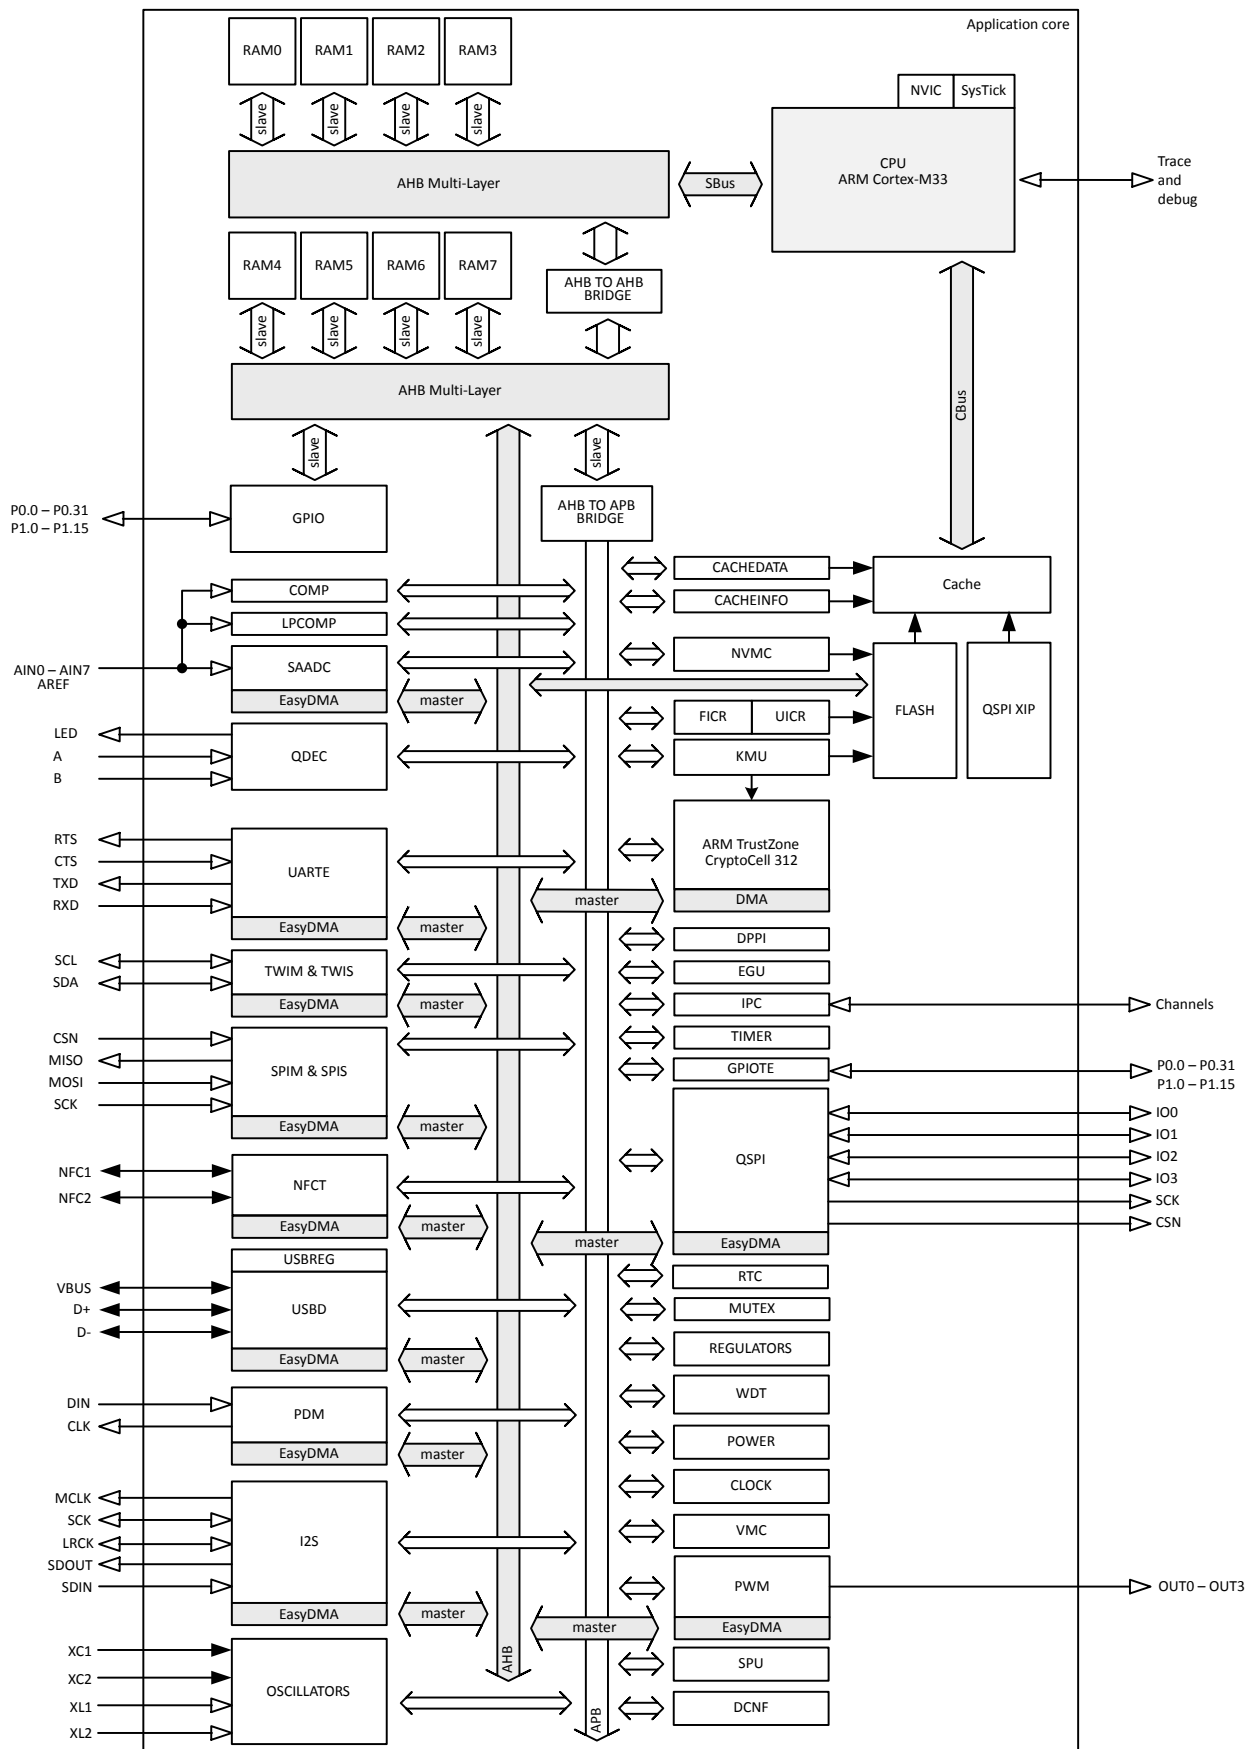 Application core
RAM0
RAM1
RAM2
RAM3
NVIC
SysTick
slave
slave
slave
slave
CPU
ARM Cortex-M33
Trace
and
debug
AHB Multi-Layer
SBus
RAM4
RAM5
RAM6
RAM7
AHB TO AHB
BRIDGE
slave
slave
slave
slave
AHB Multi-Layer
CBus
slave
slave
P0.0 – P0.31
P1.0 – P1.15
GPIO
AHB TO APB
BRIDGE
CACHEDATA
CACHEINFO
Cache
COMP
LPCOMP
SAADC
EasyDMA
master
AIN0 – AIN7
AREF
NVMC
FICR
UICR
KMU
FLASH
QSPI XIP
LED
A
B
QDEC
RTS
CTS
TXD
RXD
UARTE
EasyDMA
master
ARM TrustZone
CryptoCell 312
DMA
master
DPPI
SCL
SDA
TWIM & TWIS
EasyDMA
master
EGU
IPC
Channels
CSN
MISO
MOSI
SCK
SPIM & SPIS
EasyDMA
master
TIMER
GPIOTE
P0.0 – P0.31
P1.0 – P1.15
QSPI
EasyDMA
master
IO0
IO1
IO2
IO3
SCK
CSN
NFC1
NFC2
NFCT
EasyDMA
master
USBREG
VBUS
D+
D-
USBD
EasyDMA
master
RTC
MUTEX
REGULATORS
DIN
CLK
PDM
EasyDMA
master
WDT
POWER
CLOCK
VMC
MCLK
SCK
LRCK
SDOUT
SDIN
I2S
EasyDMA
master
PWM
EasyDMA
master
OUT0 – OUT3
XC1
XC2
XL1
XL2
OSCILLATORS
AHB
APB
SPU
DCNF